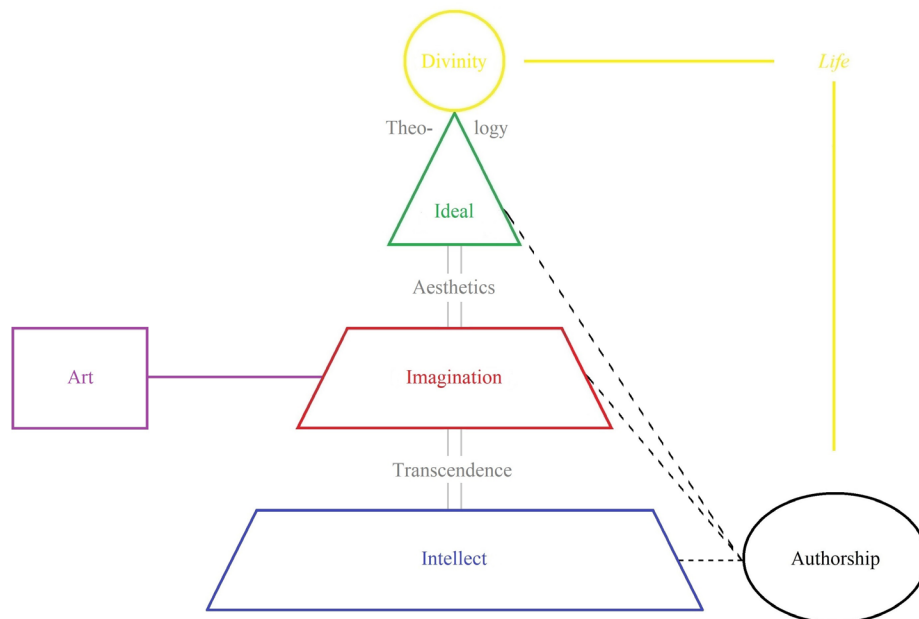 Divinity
Life
Theo- logy
Ideal
Aesthetics
Art
Imagination
Transcendence
Intellect
Authorship